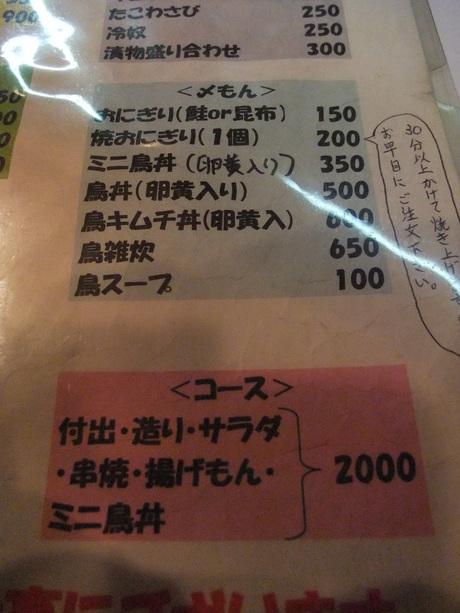 900
たこわさび 250
冷奴 250
漬物盛り合わせ 300
<〆もん>
おにぎり(鮭or昆布) 150
焼おにぎり(1個) 200
ミニ鳥丼(卵黄入り) 350
鳥丼(卵黄入り) 500
鳥キムチ丼(卵黄入) 600
鳥雑炊 650
鳥スープ 100
30分以上かけて焼き上げ
お早目にご注文下さい。
<コース>
付出・造り・サラダ
・串焼・揚げもん・ 2000
ミニ鳥丼